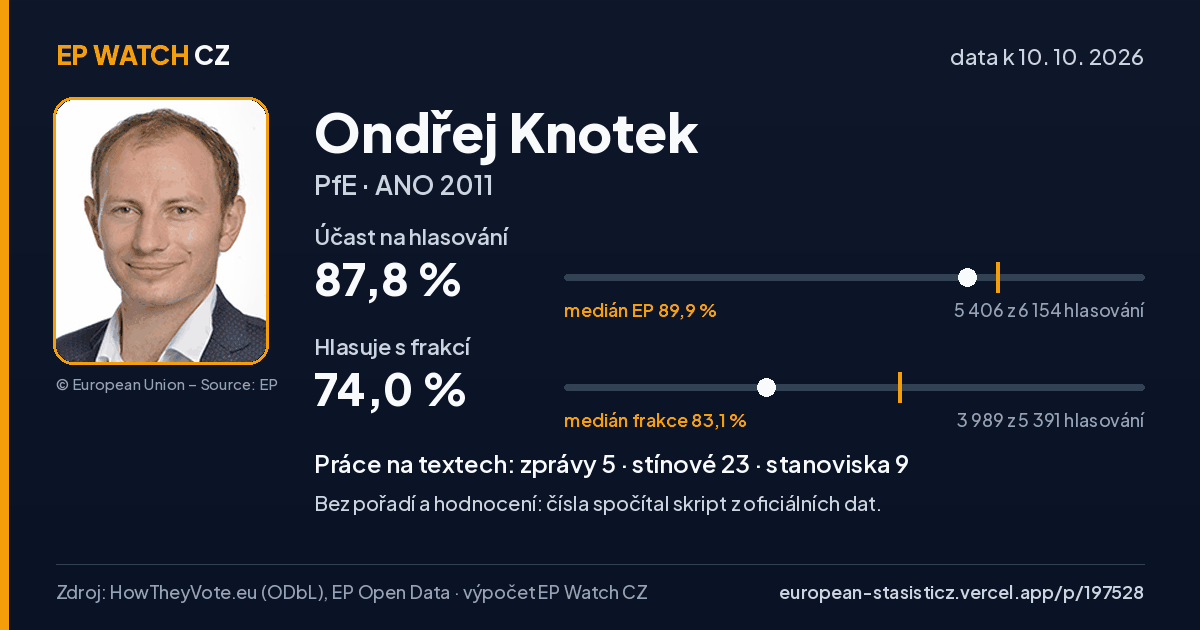 EP WATCH CZ
data k 10. 10. 2026
Ondřej Knotek
PfE · ANO 2011
Účast na hlasování
87,8 %
medián EP 89,9 %
5 406 z 6 154 hlasování
Hlasuje s frakcí
74,0 %
medián frakce 83,1 %
3 989 z 5 391 hlasování
© European Union – Source: EP
Práce na textech: zprávy 5 · stínové 23 · stanoviska 9
Bez pořadí a hodnocení: čísla spočítal skript z oficiálních dat.
Zdroj: HowTheyVote.eu (ODbL), EP Open Data · výpočet EP Watch CZ
european-stasisticz.vercel.app/p/197528